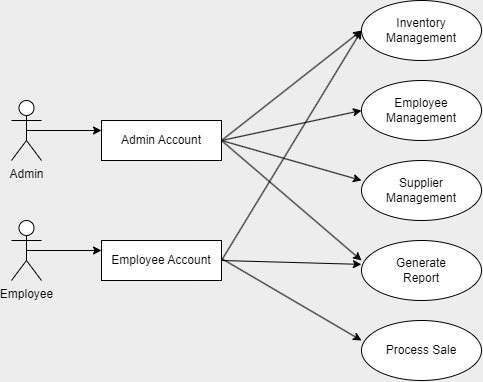 Inventory
Management
Employee
Management
Admin Account
Admin
Supplier
Management
Employee Account
Generate
Report
Employee
Process Sale